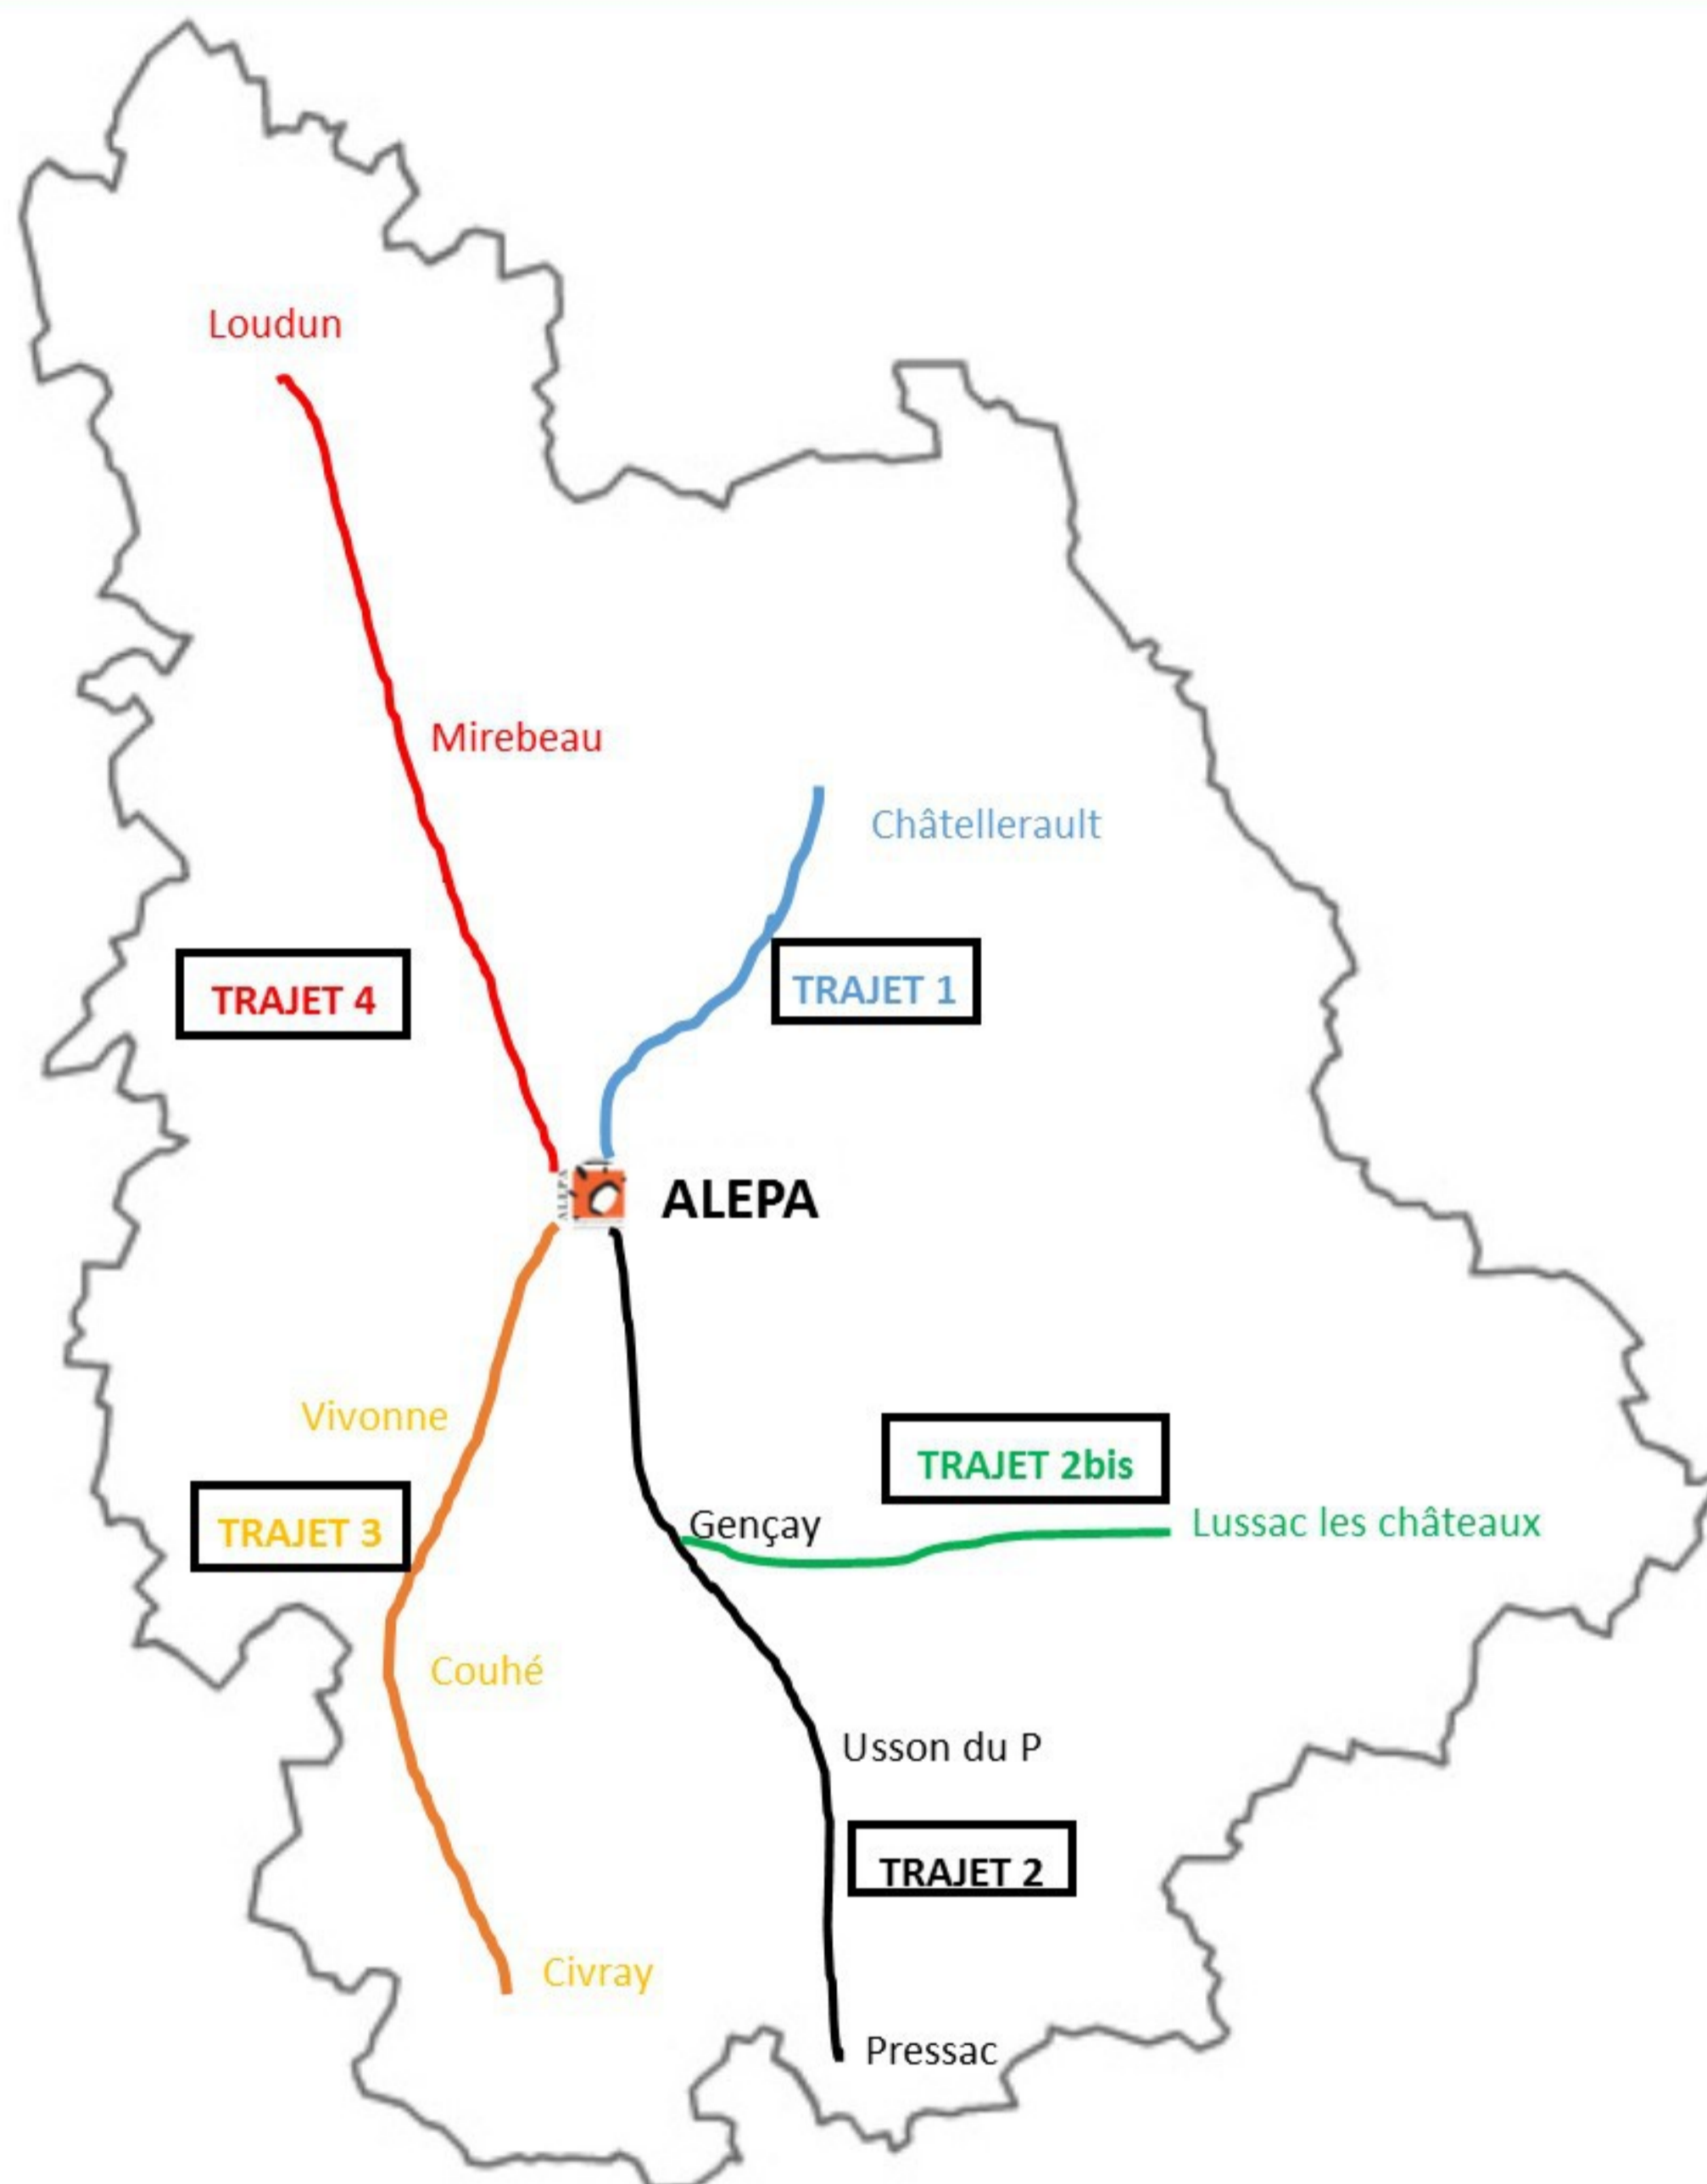 Loudun
Mirebeau
Châtellerault
TRAJET 4
TRAJET 1
ALEPA
ALEPA
Vivonne
TRAJET 2bis
TRAJET 3
Gençay
Lussac les châteaux
Couhé
Usson du P
TRAJET 2
Civray
Pressac